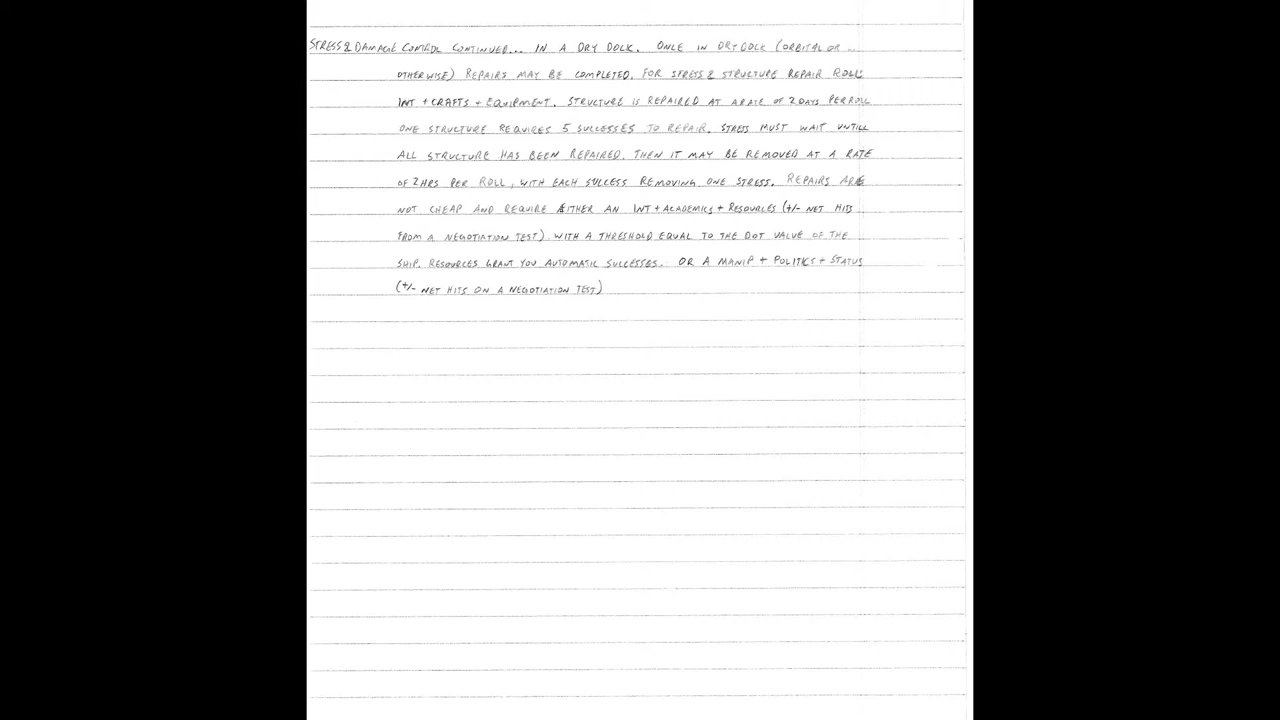 STRESS & DAMAGE CONTROL CONTINUED... IN A DRY DOCK. ONCE IN DRY DOCK (ORBITAL OR
OTHERWISE) REPAIRS MAY BE COMPLETED. FOR STRESS & STRUCTURE REPAIR ROLL
INT + CRAFTS + EQUIPMENT. STRUCTURE IS REPAIRED AT A RATE OF 2 DAYS PER ROLL
ONE STRUCTURE REQUIRES 5 SUCCESSES TO REPAIR. STRESS MUST WAIT UNTILL
ALL STRUCTURE HAS BEEN REPAIRED. THEN IT MAY BE REMOVED AT A RATE
OF 2 HRS PER ROLL, WITH EACH SUCCESS REMOVING ONE STRESS. REPAIRS ARE
NOT CHEAP AND REQUIRE EITHER AN INT + ACADEMICS + RESOURCES (+/- NET HITS
FROM A NEGOTIATION TEST). WITH A THRESHOLD EQUAL TO THE DOT VALUE OF THE
SHIP. RESOURCES GRANT YOU AUTOMATIC SUCCESSES. OR A MANIP + POLITICS + STATUS
(+/- NET HITS ON A NEGOTIATION TEST)